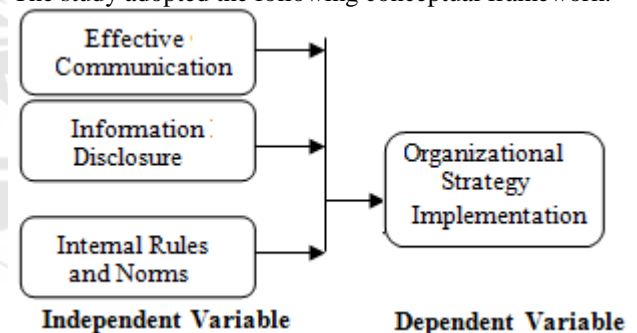 The study adopted the following conceptual framework.
Effective
Communication
Information
Disclosure
Internal Rules
and Norms
Independent Variable
Organizational
Strategy
Implementation
Dependent Variable